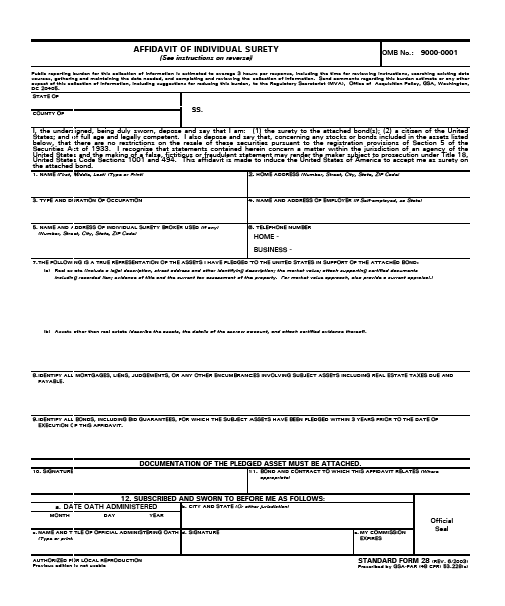 AFFIDAVIT OF INDIVIDUAL SURETY
(See instructions on reverse)
OMB No.: 9000-0001
Public reporting burden for this collection of information is estimated to average 3 hours per response, including the time for reviewing instructions, searching existing data
sources, gathering and maintaining the data needed, and completing and reviewing the collection of information. Send comments regarding this burden estimate or any other
aspect of this collection of information, including suggestions for reducing this burden, to the Regulatory Secretariat (MVA), Office of Acquisition Policy, GSA, Washington,
DC 20405.
STATE OF
COUNTY OF
SS.
I, the undersigned, being duly sworn, depose and say that I am: (1) the surety to the attached bond(s); (2) a citizen of the United
States; and of full age and legally competent. I also depose and say that, concerning any stocks or bonds included in the assets listed
below, that there are no restrictions on the resale of these securities pursuant to the registration provisions of Section 5 of the
Securities Act of 1933. I recognize that statements contained herein concern a matter within the jurisdiction of an agency of the
United States and the making of a false, fictitious or fraudulent statement may render the maker subject to prosecution under Title 18,
United States Code Sections 1001 and 494. This affidavit is made to induce the United States of America to accept me as surety on
the attached bond.
1. NAME (First, Middle, Last) (Type or Print)
2. HOME ADDRESS (Number, Street, City, State, ZIP Code)
3. TYPE AND DURATION OF OCCUPATION
4. NAME AND ADDRESS OF EMPLOYER (If Self-employed, so State)
5. NAME AND ADDRESS OF INDIVIDUAL SURETY BROKER USED (If any)
(Number, Street, City, State, ZIP Code)
6. TELEPHONE NUMBER
HOME -
BUSINESS -
7. THE FOLLOWING IS A TRUE REPRESENTATION OF THE ASSETS I HAVE PLEDGED TO THE UNITED STATES IN SUPPORT OF THE ATTACHED BOND:
(a) Real estate (Include a legal description, street address and other identifying description; the market value; attach supporting certified documents
including recorded lien; evidence of title and the current tax assessment of the property. For market value approach, also provide a current appraisal.)
(b) Assets other than real estate (describe the assets, the details of the escrow account, and attach certified evidence thereof).
8. IDENTIFY ALL MORTGAGES, LIENS, JUDGEMENTS, OR ANY OTHER ENCUMBRANCES INVOLVING SUBJECT ASSETS INCLUDING REAL ESTATE TAXES DUE AND
PAYABLE.
9. IDENTIFY ALL BONDS, INCLUDING BID GUARANTEES, FOR WHICH THE SUBJECT ASSETS HAVE BEEN PLEDGED WITHIN 3 YEARS PRIOR TO THE DATE OF
EXECUTION OF THIS AFFIDAVIT.
DOCUMENTATION OF THE PLEDGED ASSET MUST BE ATTACHED.
10. SIGNATURE
11. BOND AND CONTRACT TO WHICH THIS AFFIDAVIT RELATES (Where
appropriate)
12. SUBSCRIBED AND SWORN TO BEFORE ME AS FOLLOWS:
a. DATE OATH ADMINISTERED
MONTH DAY YEAR
b. CITY AND STATE (Or other jurisdiction)
Official
Seal
c. NAME AND TITLE OF OFFICIAL ADMINISTERING OATH
(Type or print
d. SIGNATURE
e. MY COMMISSION
EXPIRES
AUTHORIZED FOR LOCAL REPRODUCTION
Previous edition is not usable
STANDARD FORM 28 (REV. 6/2003)
Prescribed by GSA-FAR (48 CFR) 53.228(e)